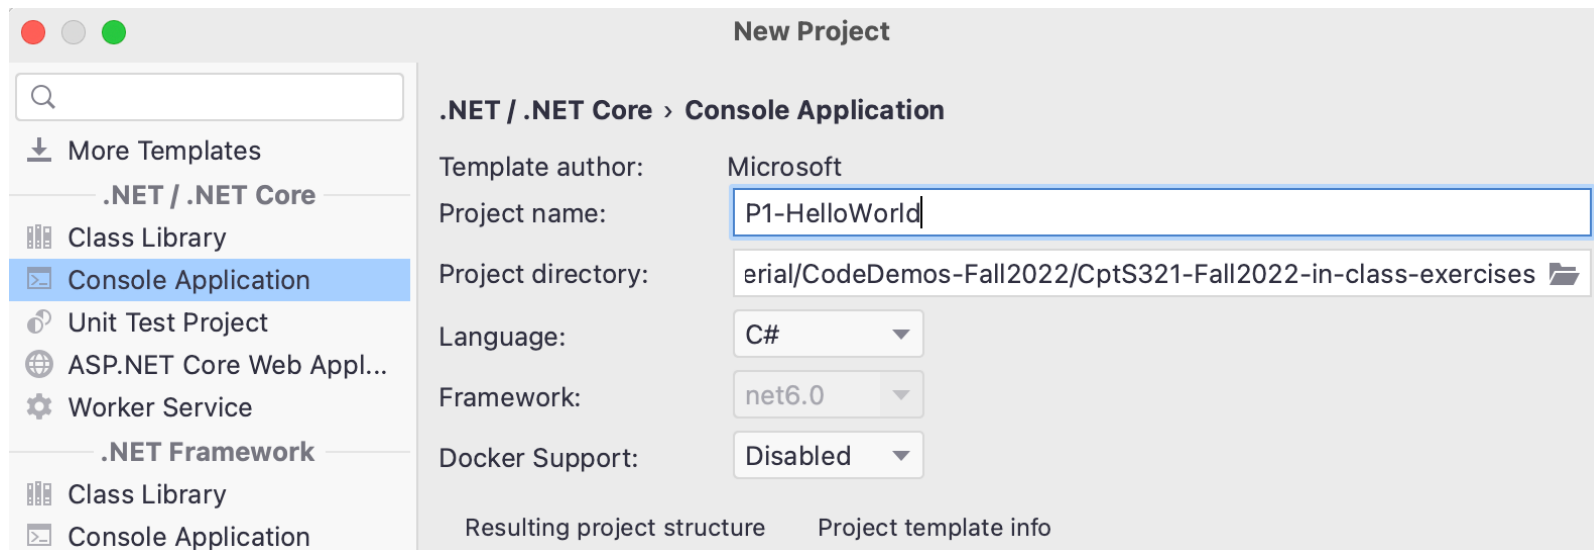 New Project
More Templates
.NET / .NET Core
Class Library
Console Application
Unit Test Project
ASP.NET Core Web Appl...
Worker Service
.NET Framework
Class Library
Console Application
.NET / .NET Core › Console Application
Template author: Microsoft
Project name: P1-HelloWorld
Project directory: erial/CodeDemos-Fall2022/CptS321-Fall2022-in-class-exercises
Language: C#
Framework: net6.0
Docker Support: Disabled
Resulting project structure Project template info